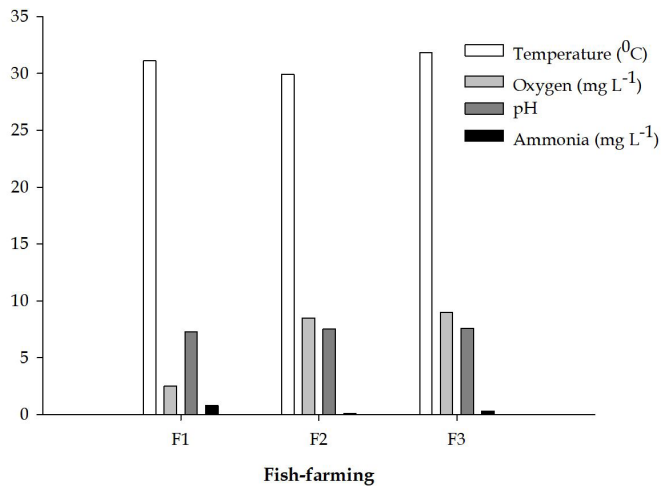 35
30
25
20
15
10
5
0
Temperature (⁰C)
Oxygen (mg L⁻¹)
pH
Ammonia (mg L⁻¹)
F1 F2 F3
Fish-farming